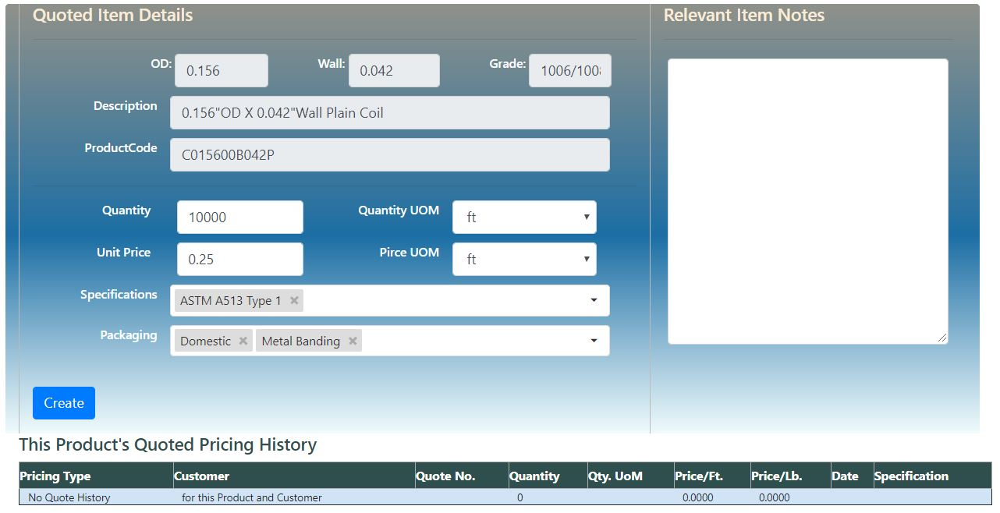 Quoted Item Details
Relevant Item Notes
OD: 0.156 Wall: 0.042 Grade: 1006/100
Description 0.156"OD X 0.042"Wall Plain Coil
ProductCode C015600B042P
Quantity 10000 Quantity UOM ft
Unit Price 0.25 Pirce UOM ft
Specifications ASTM A513 Type 1 ×
Packaging Domestic × Metal Banding ×
Create
This Product's Quoted Pricing History
Pricing Type Customer Quote No. Quantity Qty. UoM Price/Ft. Price/Lb. Date Specification
No Quote History for this Product and Customer 0 0.0000 0.0000